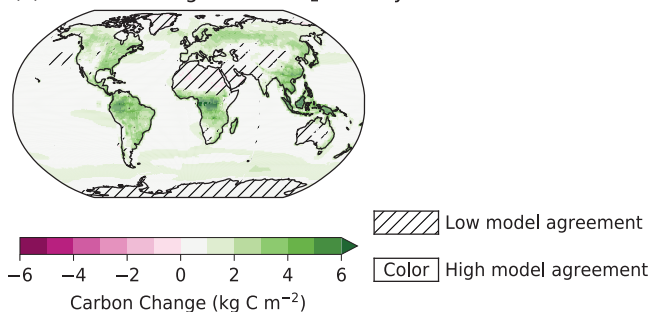 Low model agreement
Color High model agreement
−6 −4 −2 0 2 4 6
Carbon Change (kg C m⁻²)